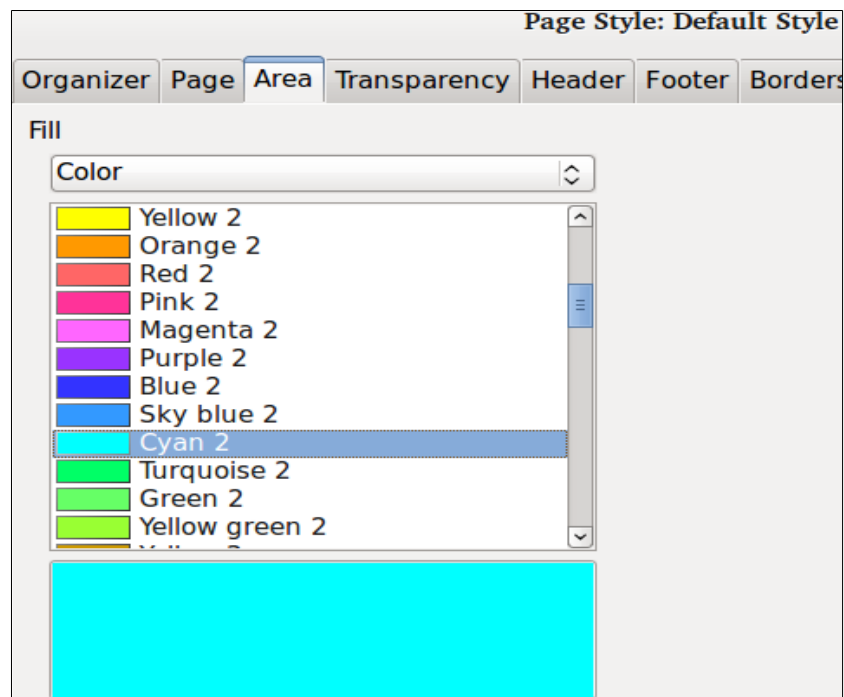 Page Style: Default Style
Organizer Page Area Transparency Header Footer Borders
Fill
Color
Yellow 2
Orange 2
Red 2
Pink 2
Magenta 2
Purple 2
Blue 2
Sky blue 2
Cyan 2
Turquoise 2
Green 2
Yellow green 2